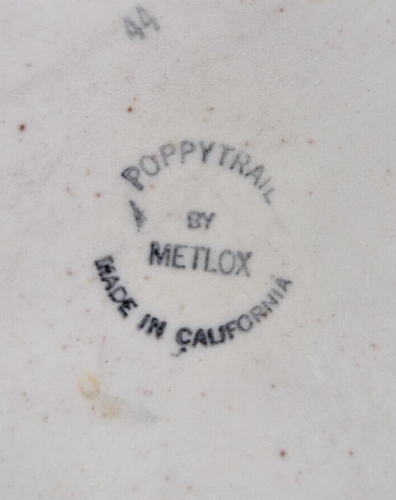 44
POPPYTRAIL
BY
METLOX
MADE IN CALIFORNIA